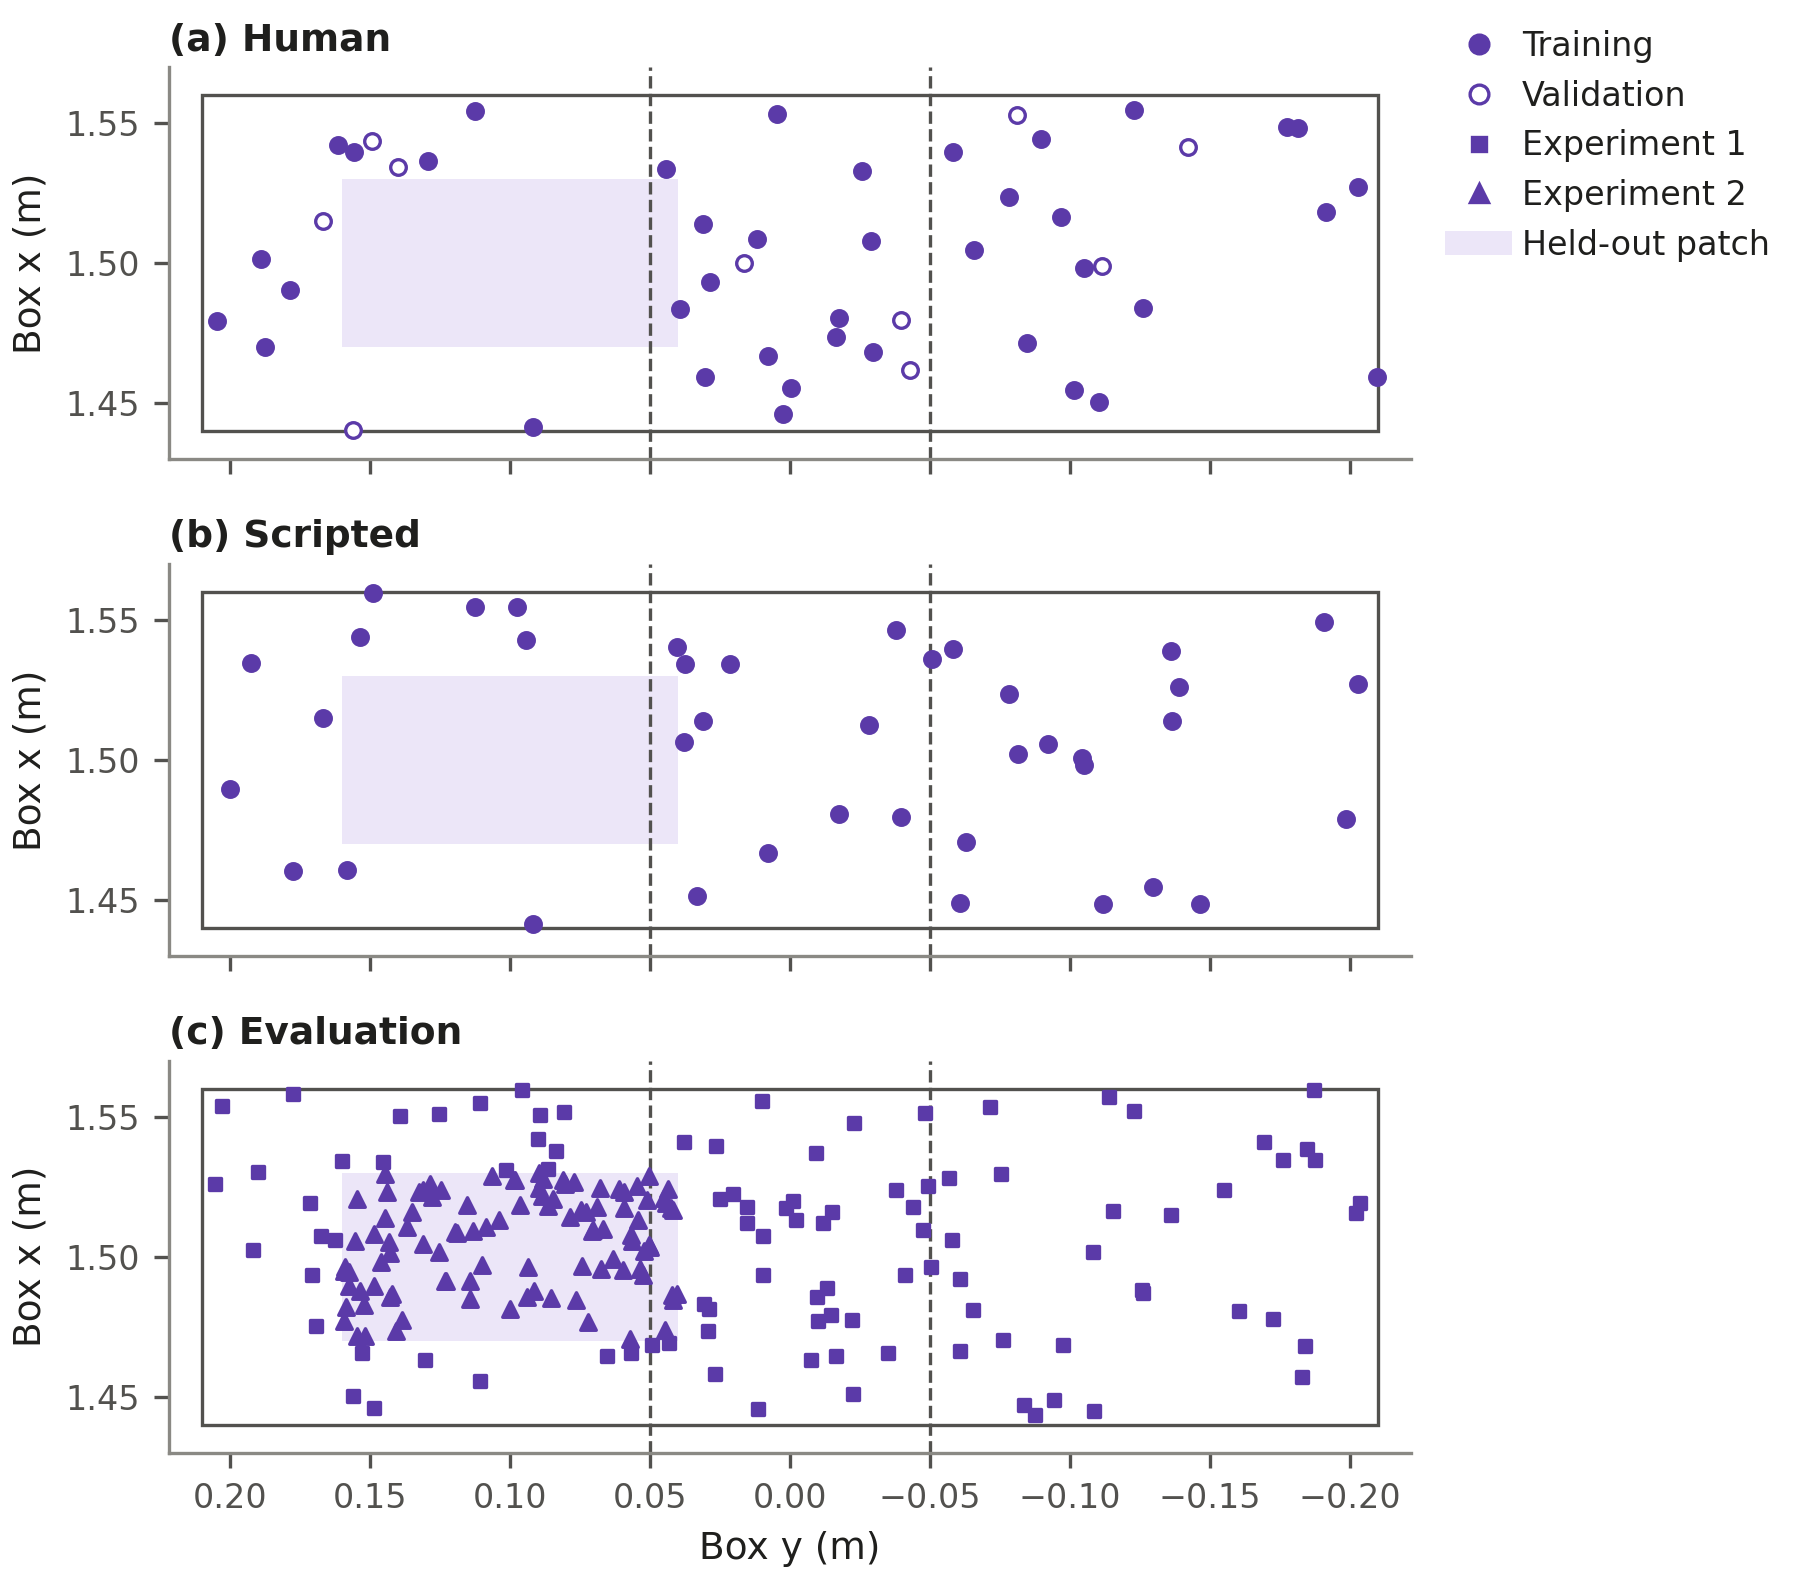 (a) Human
Training
Validation
Experiment 1
Experiment 2
Held-out patch
Box x (m)
1.55
1.50
1.45
(b) Scripted
Box x (m)
1.55
1.50
1.45
(c) Evaluation
Box x (m)
1.55
1.50
1.45
0.20 0.15 0.10 0.05 0.00 −0.05 −0.10 −0.15 −0.20
Box y (m)